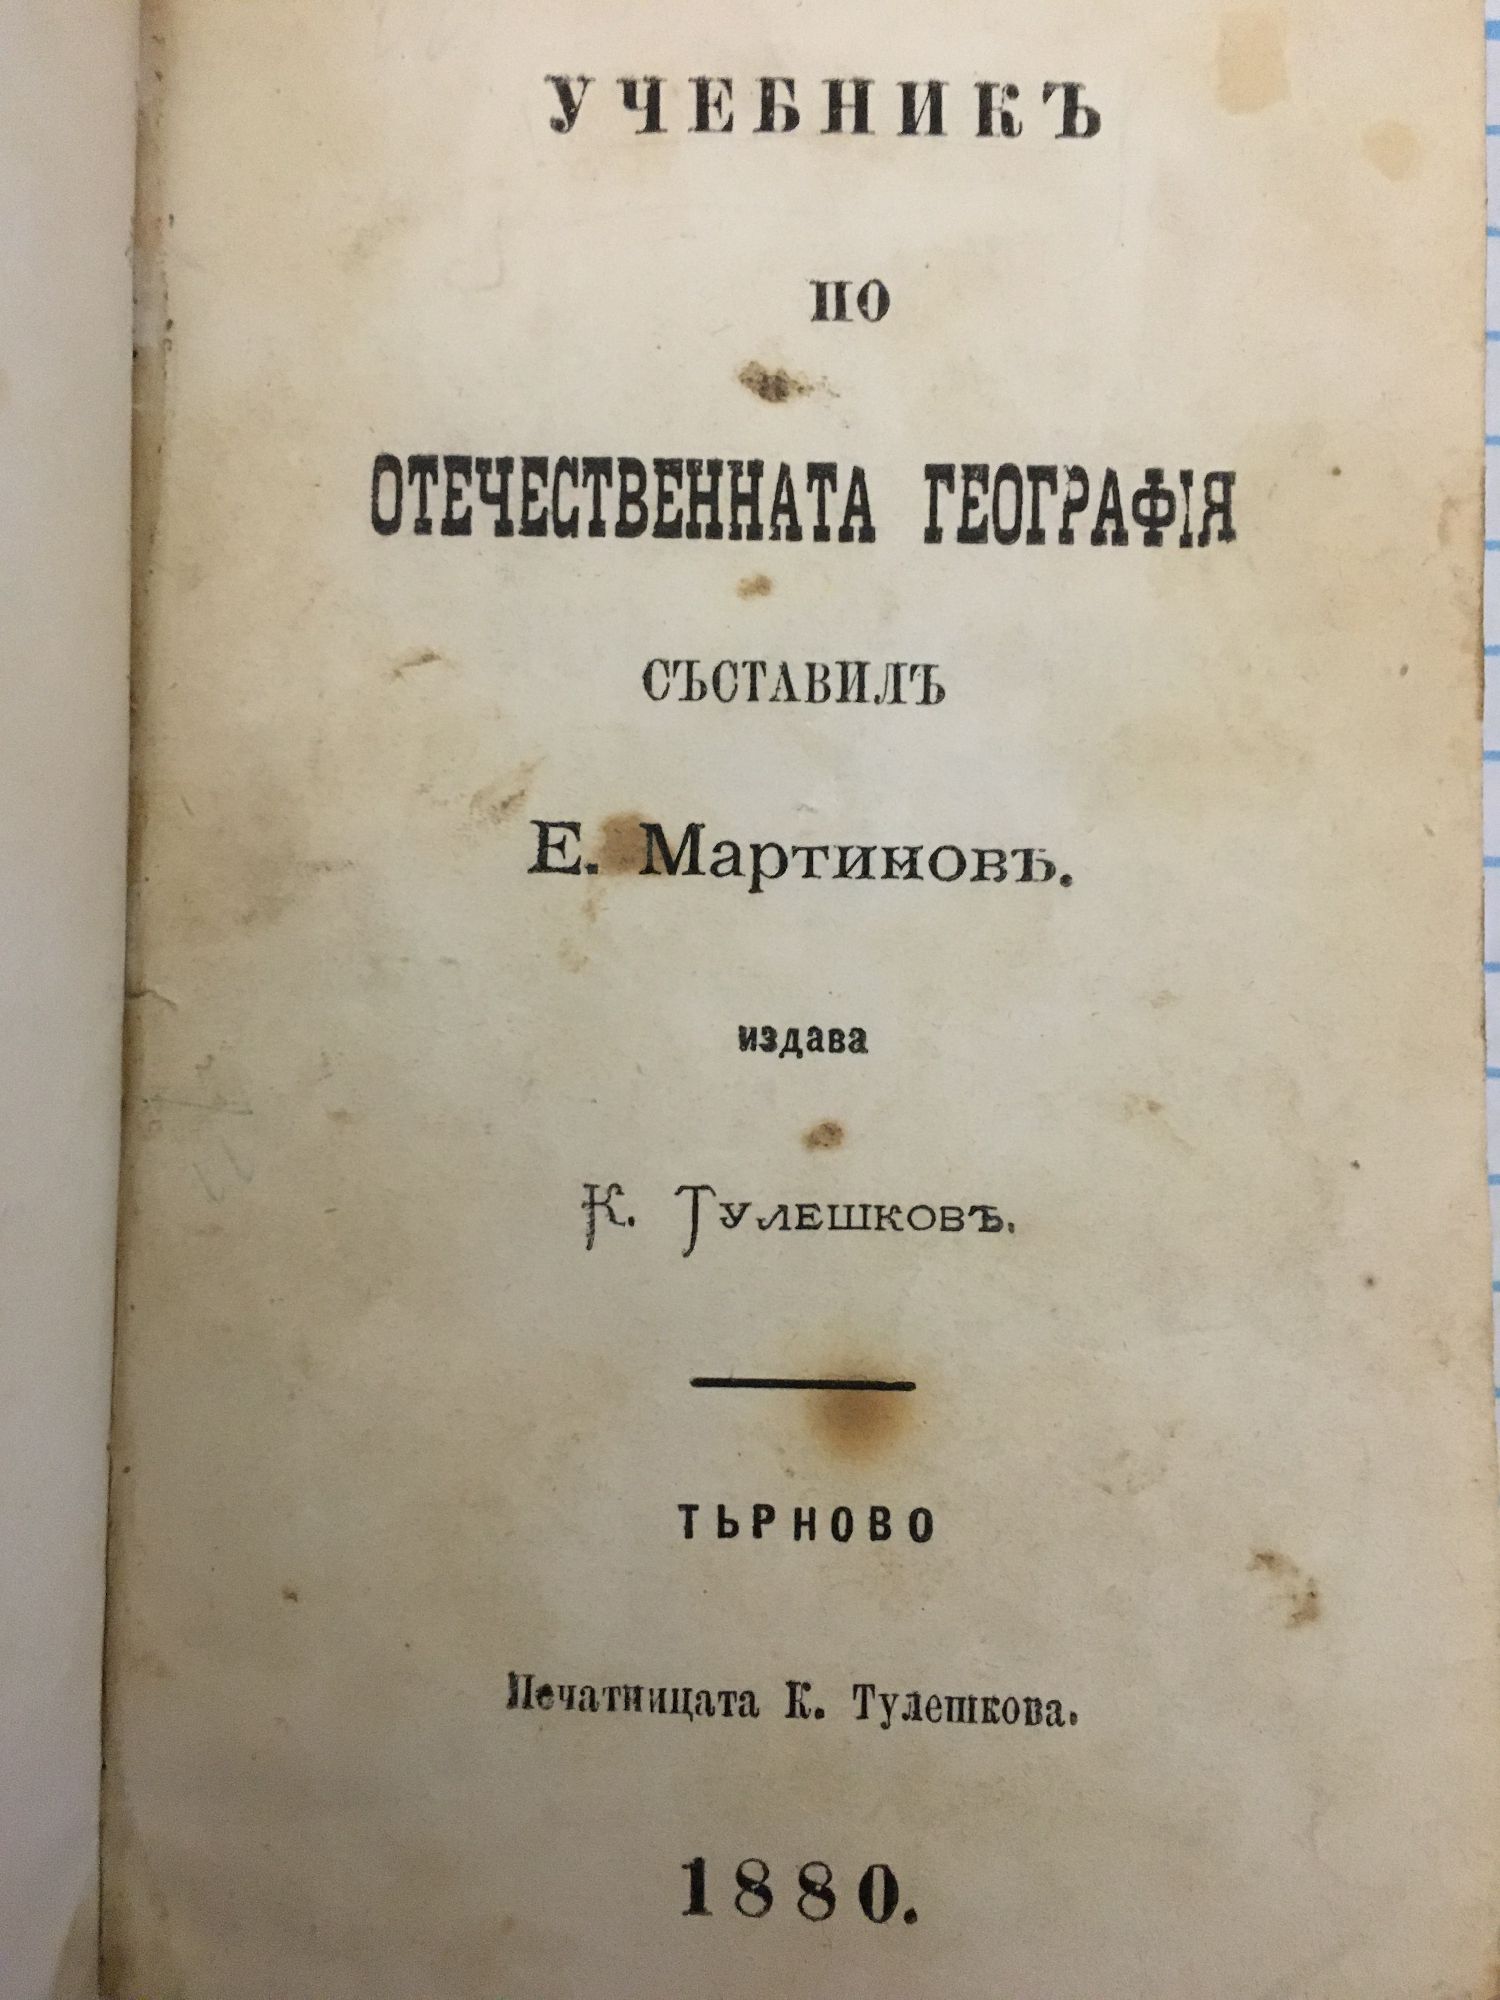 УЧЕБНИКЪ
ПО
ОТЕЧЕСТВЕННАТА ГЕОГРАФІЯ
СЪСТАВИЛЪ
Е. Мартиновъ.
издава
К. Тулешковъ.
ТЪРНОВО
Печатницата К. Тулешкова.
1880.